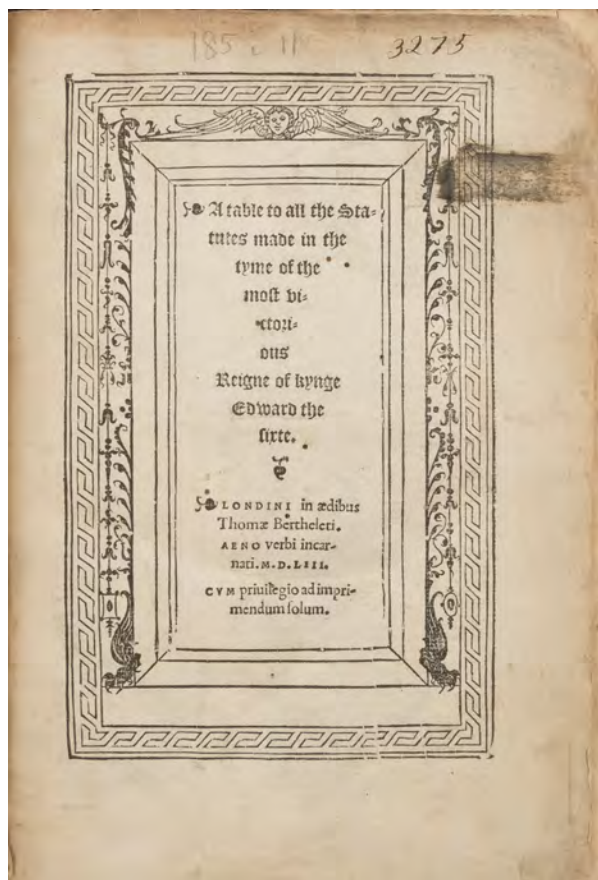 185. 11
3275
A table to all the Sta-
tutes made in the
tyme of the
most vi-
ctori-
ous
Reigne of kynge
Edward the
sixte.
LONDINI in ædibus
Thomæ Bertheleti.
AENO verbi incar-
nati.M.D.LIII.
CVM priuilegio ad impri-
mendum solum.